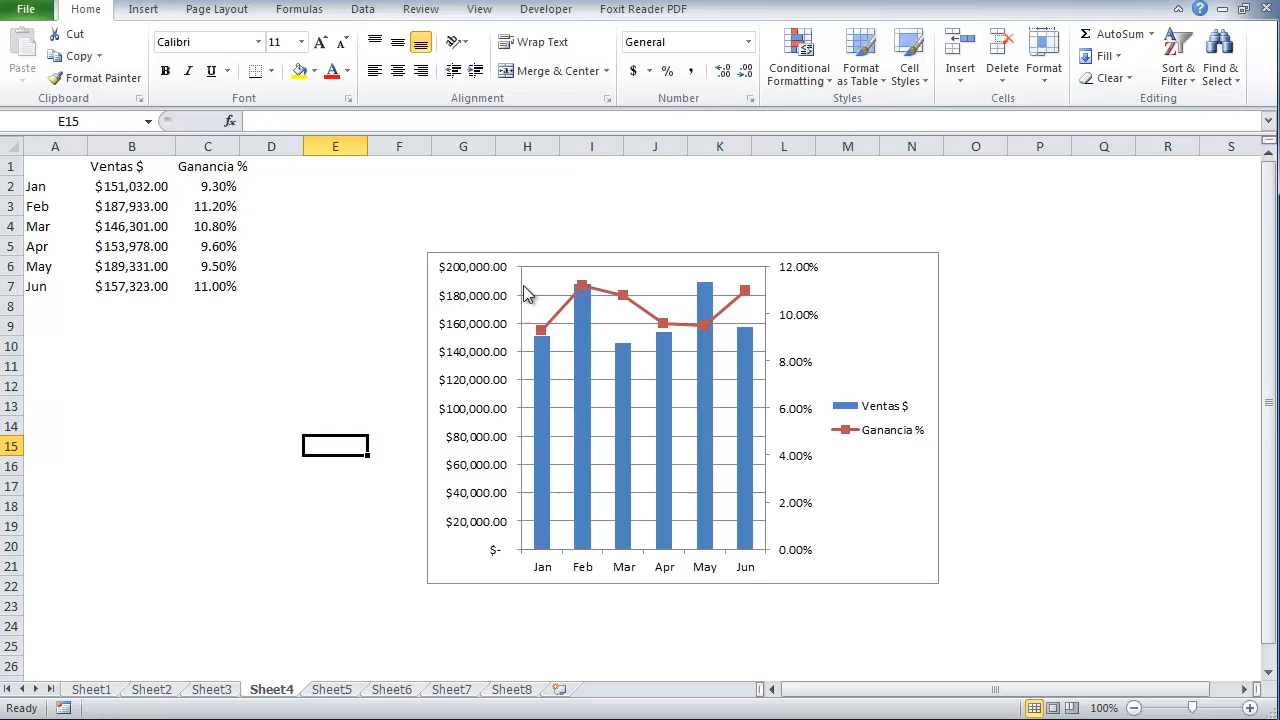 File Home Insert Page Layout Formulas Data Review View Developer Foxit Reader PDF
Paste Cut Copy Format Painter
Clipboard
Calibri 11
B I U
Font
Wrap Text
Merge & Center
Alignment
General
$ % ,
Number
Conditional Formatting Format as Table Cell Styles
Styles
Insert Delete Format
Cells
AutoSum
Fill
Clear
Sort & Filter Find & Select
Editing
E15 fx
A B C D E F G H I J K L M N O P Q R S
1 Ventas $ Ganancia %
2 Jan $151,032.00 9.30%
3 Feb $187,933.00 11.20%
4 Mar $146,301.00 10.80%
5 Apr $153,978.00 9.60%
6 May $189,331.00 9.50%
7 Jun $157,323.00 11.00%
8
9
10
11
12
13
14
15
16
17
18
19
20
21
22
23
24
25
26
$200,000.00 12.00%
$180,000.00
10.00%
$160,000.00
$140,000.00
8.00%
$120,000.00
$100,000.00 6.00%
$80,000.00
4.00%
$60,000.00
$40,000.00
2.00%
$20,000.00
$- 0.00%
Jan Feb Mar Apr May Jun
Ventas $
Ganancia %
Sheet1 Sheet2 Sheet3 Sheet4 Sheet5 Sheet6 Sheet7 Sheet8
Ready 100%